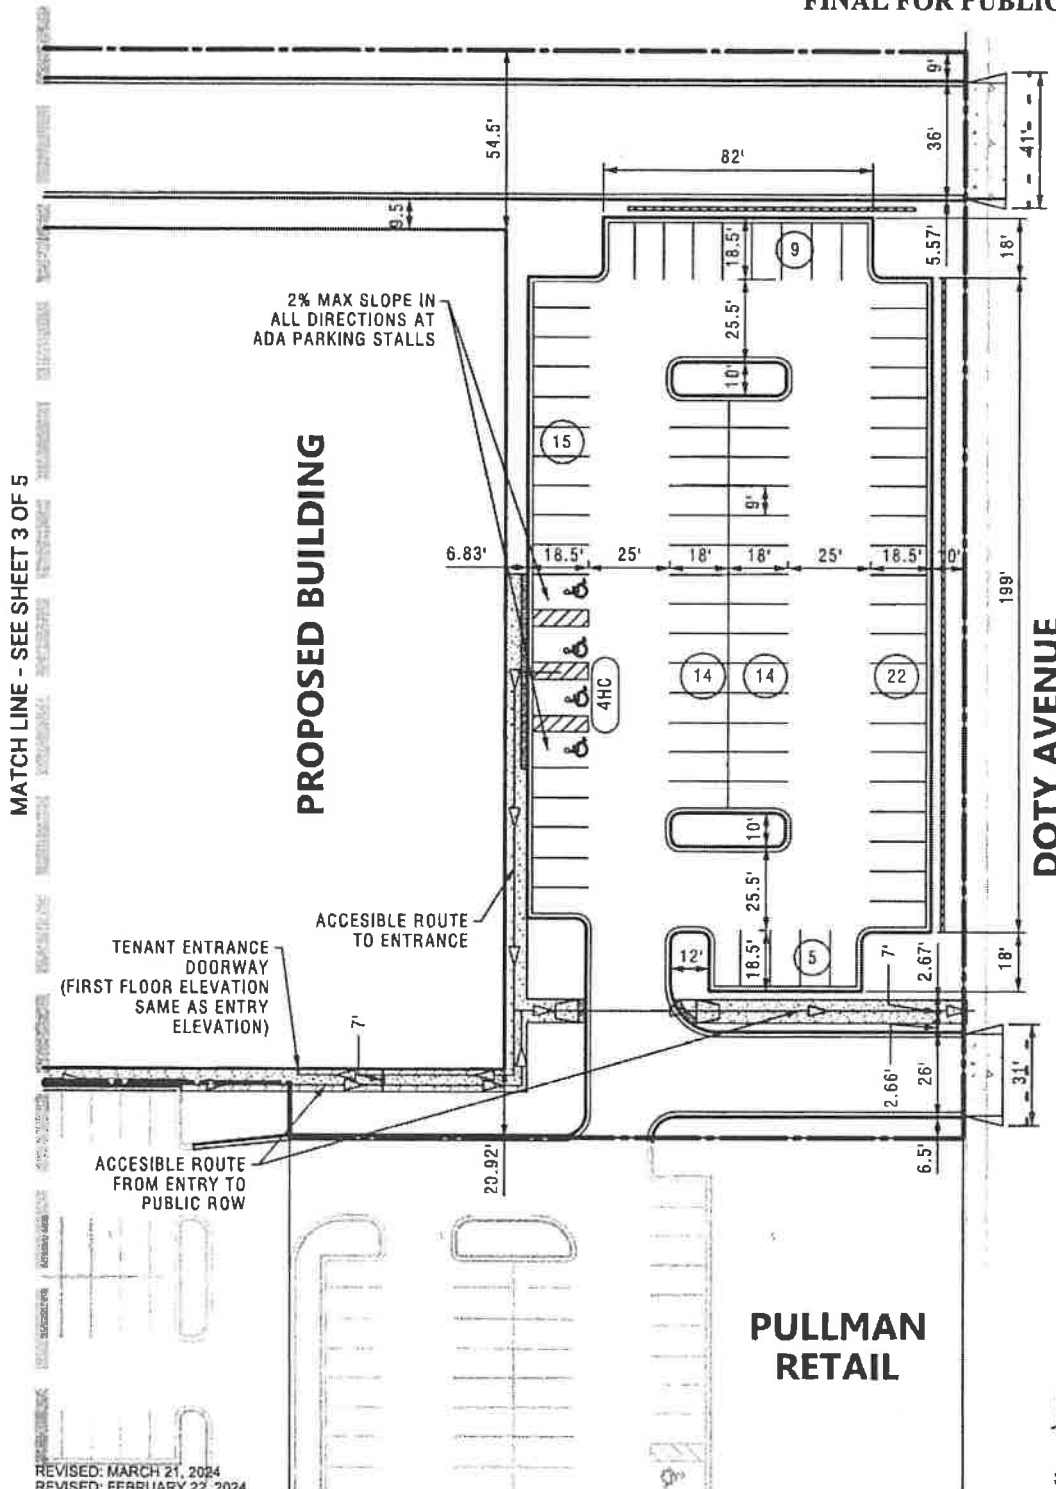 FINAL FOR PUBLIC
9'
41'
36'
54.5'
82'
9.5
5.57'
18'
18.5'
9
2% MAX SLOPE IN
ALL DIRECTIONS AT
ADA PARKING STALLS
25.5'
10'
15
MATCH LINE - SEE SHEET 3 OF 5
PROPOSED BUILDING
9'
6.83'
18.5'
25'
18'
18'
25'
18.5'
10'
199'
DOTY AVENUE
4HC
14
14
22
10'
25.5'
ACCESIBLE ROUTE
TO ENTRANCE
TENANT ENTRANCE
DOORWAY
(FIRST FLOOR ELEVATION
SAME AS ENTRY
ELEVATION)
12'
18.5'
5
7'
2.67'
18'
7'
2.66'
26'
31'
6.5'
20.92'
ACCESIBLE ROUTE
FROM ENTRY TO
PUBLIC ROW
PULLMAN
RETAIL
REVISED: MARCH 21, 2024
REVISED: FEBRUARY 22, 2024